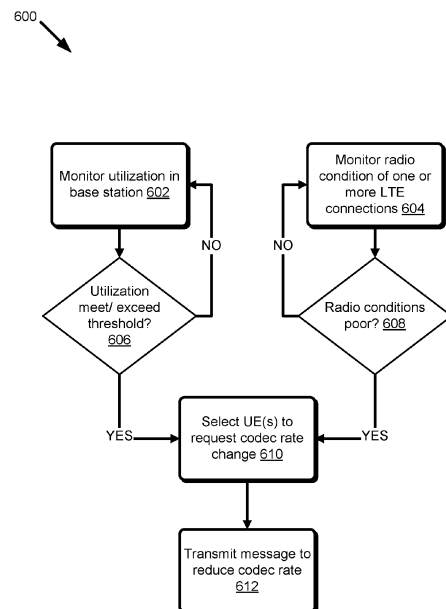 600
Monitor utilization in
base station 602
Monitor radio
condition of one or
more LTE
connections 604
NO
NO
Utilization
meet/ exceed
threshold?
606
Radio conditions
poor? 608
YES
YES
Select UE(s) to
request codec rate
change 610
Transmit message to
reduce codec rate
612